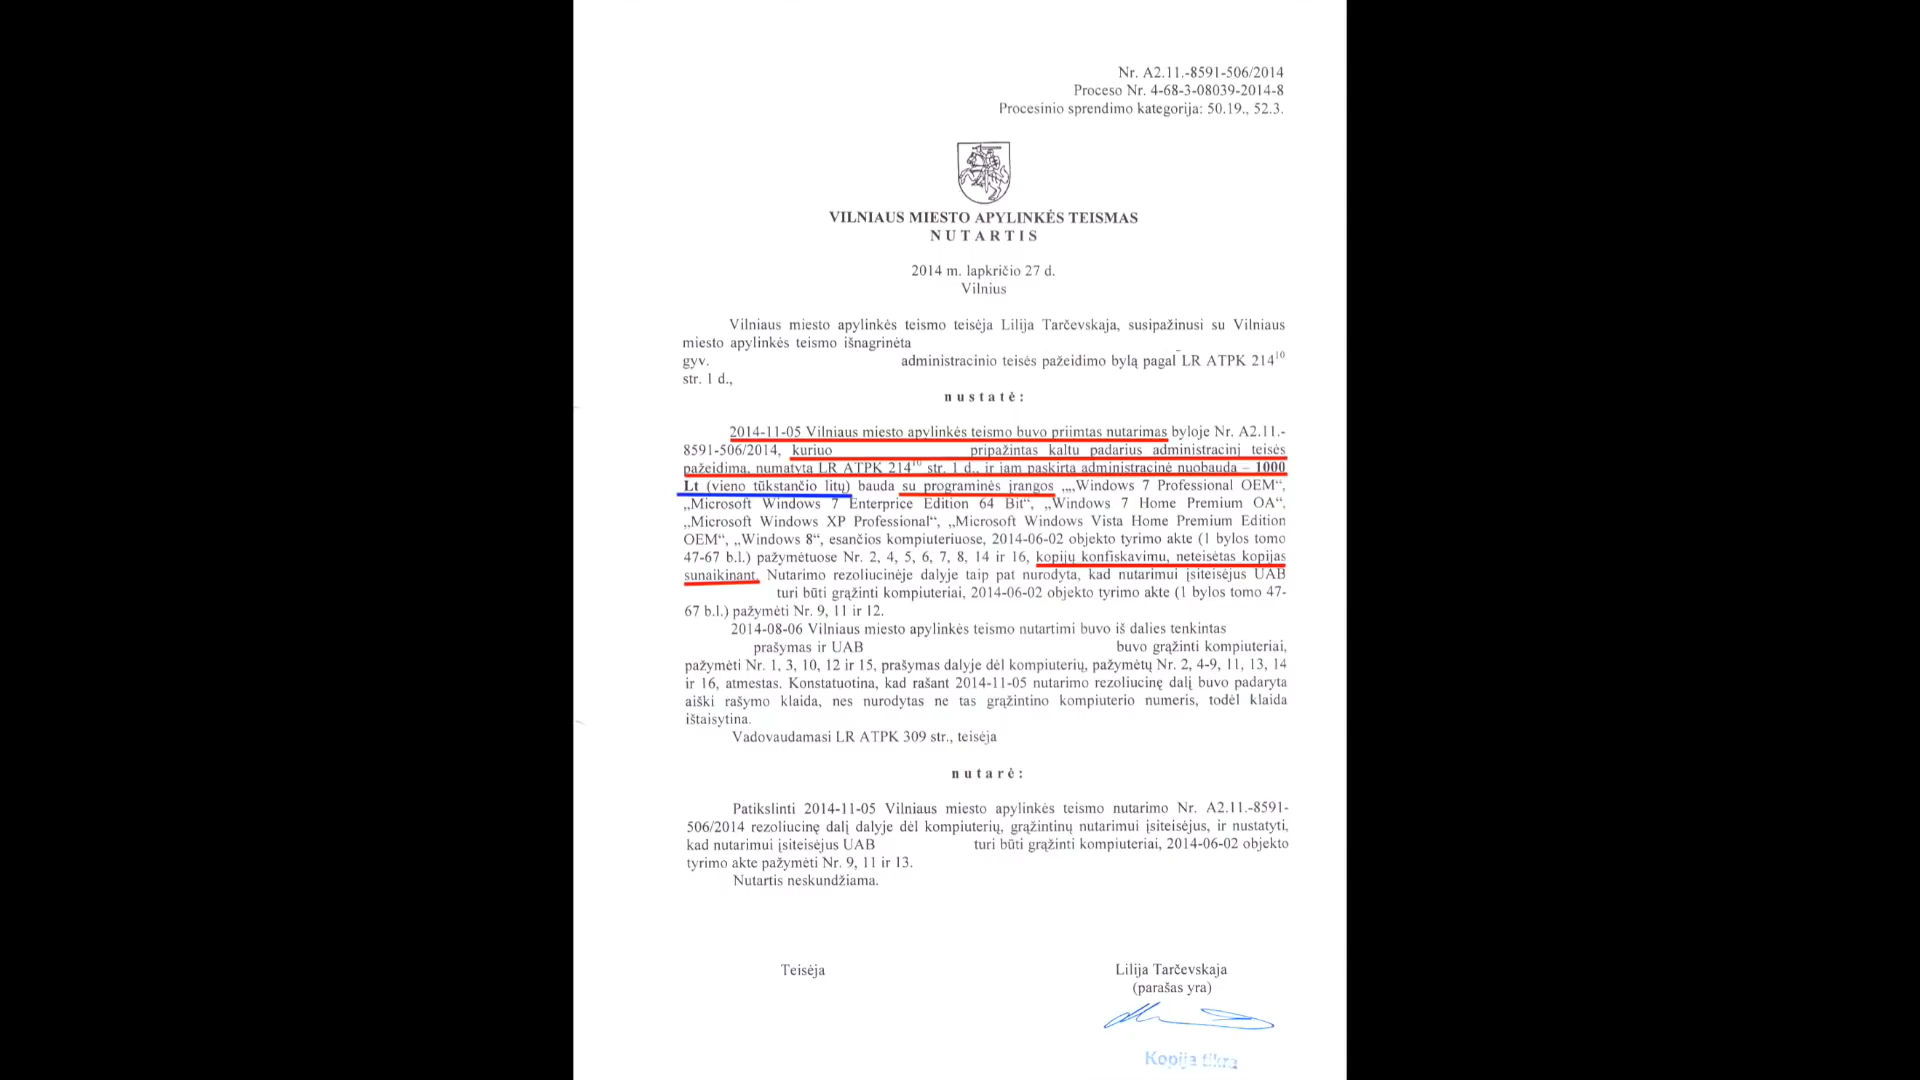 Nr. A2.11.-8591-506/2014
Proceso Nr. 4-68-3-08039-2014-8
Procesinio sprendimo kategorija: 50.19., 52.3.
VILNIAUS MIESTO APYLINKĖS TEISMAS
N U T A R T I S
2014 m. lapkričio 27 d.
Vilnius
Vilniaus miesto apylinkės teismo teisėja Lilija Tarčevskaja, susipažinusi su Vilniaus
miesto apylinkės teismo išnagrinėta
gyv. administracinio teisės pažeidimo bylą pagal LR ATPK 214¹⁰
str. 1 d.,
n u s t a t ė :
2014-11-05 Vilniaus miesto apylinkės teismo buvo priimtas nutarimas byloje Nr. A2.11.-
8591-506/2014, kuriuo pripažintas kaltu padarius administracinį teisės
pažeidimą, numatytą LR ATPK 214¹⁰ str. 1 d., ir jam paskirta administracinė nuobauda – 1000
Lt (vieno tūkstančio litų) bauda su programinės įrangos „„Windows 7 Professional OEM“,
„Microsoft Windows 7 Enterprice Edition 64 Bit“, „Windows 7 Home Premium OA“,
„Microsoft Windows XP Professional“, „Microsoft Windows Vista Home Premium Edition
OEM“, „Windows 8“, esančios kompiuteriuose, 2014-06-02 objekto tyrimo akte (1 bylos tomo
47-67 b.l.) pažymėtuose Nr. 2, 4, 5, 6, 7, 8, 14 ir 16, kopijų konfiskavimu, neteisėtas kopijas
sunaikinant. Nutarimo rezoliucinėje dalyje taip pat nurodyta, kad nutarimui įsiteisėjus UAB
turi būti grąžinti kompiuteriai, 2014-06-02 objekto tyrimo akte (1 bylos tomo 47-
67 b.l.) pažymėti Nr. 9, 11 ir 12.
2014-08-06 Vilniaus miesto apylinkės teismo nutartimi buvo iš dalies tenkintas
prašymas ir UAB buvo grąžinti kompiuteriai,
pažymėti Nr. 1, 3, 10, 12 ir 15, prašymas dalyje dėl kompiuterių, pažymėtų Nr. 2, 4-9, 11, 13, 14
ir 16, atmestas. Konstatuotina, kad rašant 2014-11-05 nutarimo rezoliucinę dalį buvo padaryta
aiški rašymo klaida, nes nurodytas ne tas grąžintino kompiuterio numeris, todėl klaida
ištaisytina.
Vadovaudamasi LR ATPK 309 str., teisėja
n u t a r ė :
Patikslinti 2014-11-05 Vilniaus miesto apylinkės teismo nutarimo Nr. A2.11.-8591-
506/2014 rezoliucinę dalį dalyje dėl kompiuterių, grąžintinų nutarimui įsiteisėjus, ir nustatyti,
kad nutarimui įsiteisėjus UAB turi būti grąžinti kompiuteriai, 2014-06-02 objekto
tyrimo akte pažymėti Nr. 9, 11 ir 13.
Nutartis neskundžiama.
Teisėja Lilija Tarčevskaja
(parašas yra)
Kopija tikra